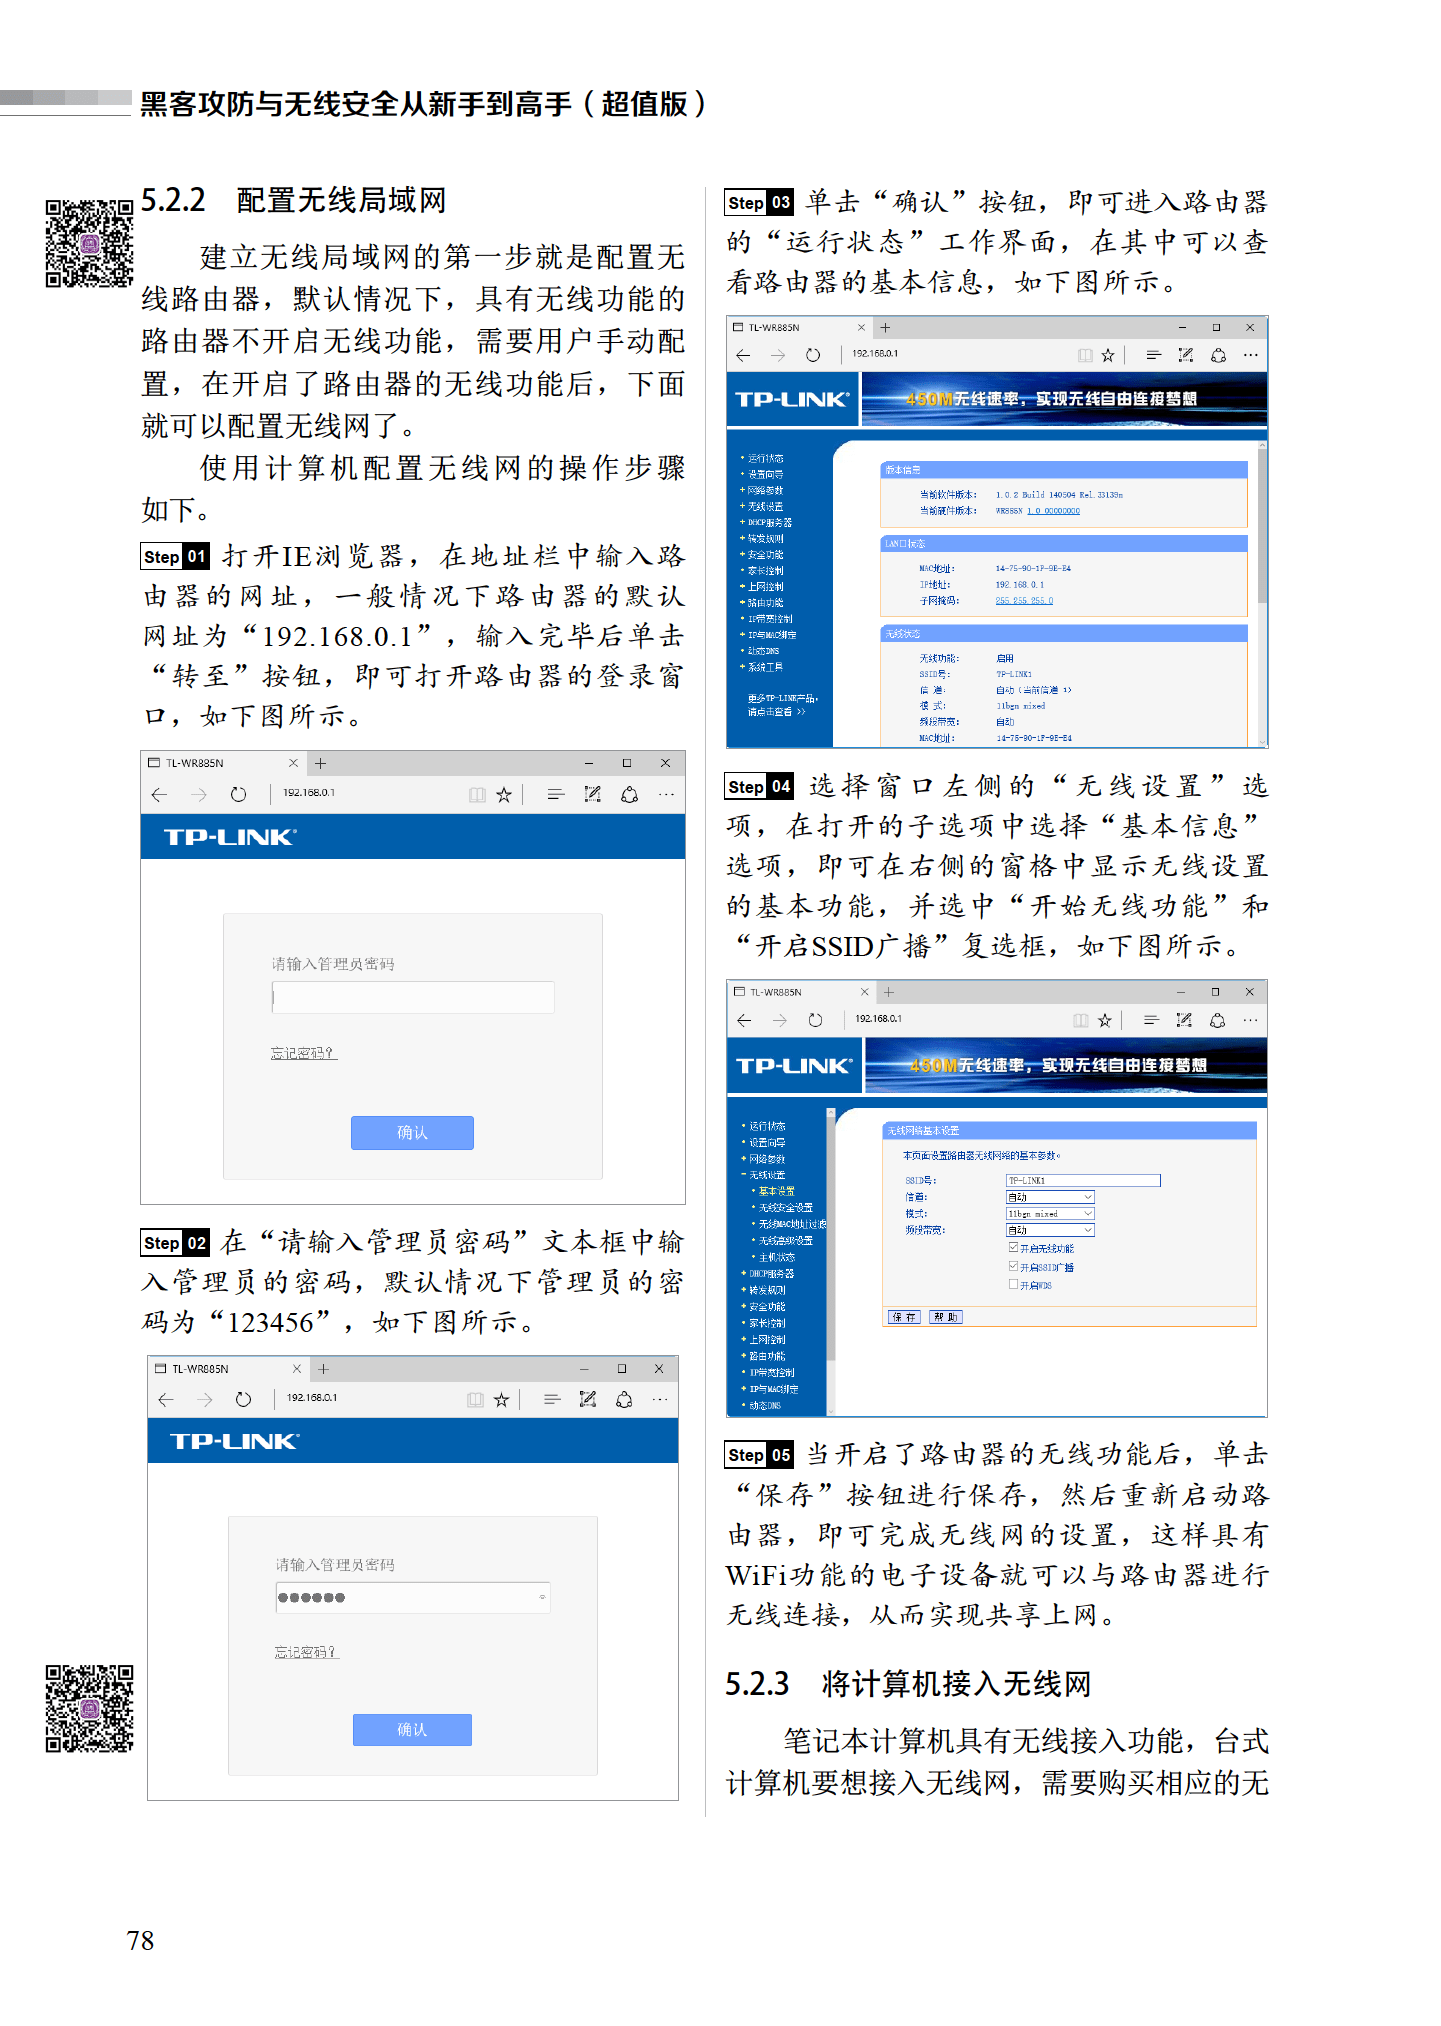 黑客攻防与无线安全从新手到高手（超值版）
5.2.2 配置无线局域网
建立无线局域网的第一步就是配置无
线路由器，默认情况下，具有无线功能的
路由器不开启无线功能，需要用户手动配
置，在开启了路由器的无线功能后，下面
就可以配置无线网了。
使用计算机配置无线网的操作步骤
如下。
Step 01 打开IE浏览器，在地址栏中输入路
由器的网址，一般情况下路由器的默认
网址为“192.168.0.1”，输入完毕后单击
“转至”按钮，即可打开路由器的登录窗
口，如下图所示。
TL-WR885N
192.168.0.1
TP-LINK
请输入管理员密码
忘记密码？
确认
Step 02 在“请输入管理员密码”文本框中输
入管理员的密码，默认情况下管理员的密
码为“123456”，如下图所示。
TL-WR885N
192.168.0.1
TP-LINK
请输入管理员密码
忘记密码？
确认
Step 03 单击“确认”按钮，即可进入路由器
的“运行状态”工作界面，在其中可以查
看路由器的基本信息，如下图所示。
TL-WR885N
192.168.0.1
TP-LINK
450M无线速率，实现无线自由连接梦想
运行状态
设置向导
网络参数
无线设置
DHCP服务器
转发规则
安全功能
家长控制
上网控制
路由功能
IP带宽控制
IP与MAC绑定
动态DNS
系统工具
更多TP-LINK产品，
请点击查看 >>
版本信息
当前软件版本： 1.0.2 Build 140504 Rel.33139n
当前硬件版本： WR885N 1.0 00000000
LAN口状态
MAC地址： 14-75-90-1F-9E-E4
IP地址： 192.168.0.1
子网掩码： 255.255.255.0
无线状态
无线功能： 启用
SSID号： TP-LINK1
信 道： 自动（当前信道 1）
模 式： 11bgn mixed
频段带宽： 自动
MAC地址： 14-75-90-1F-9E-E4
Step 04 选择窗口左侧的“无线设置”选
项，在打开的子选项中选择“基本信息”
选项，即可在右侧的窗格中显示无线设置
的基本功能，并选中“开始无线功能”和
“开启SSID广播”复选框，如下图所示。
TL-WR885N
192.168.0.1
TP-LINK
450M无线速率，实现无线自由连接梦想
运行状态
设置向导
网络参数
无线设置
基本设置
无线安全设置
无线MAC地址过滤
无线高级设置
主机状态
DHCP服务器
转发规则
安全功能
家长控制
上网控制
路由功能
IP带宽控制
IP与MAC绑定
动态DNS
无线网络基本设置
本页面设置路由器无线网络的基本参数。
SSID号： TP-LINK1
信道： 自动
模式： 11bgn mixed
频段带宽： 自动
开启无线功能
开启SSID广播
开启WDS
保 存 帮 助
Step 05 当开启了路由器的无线功能后，单击
“保存”按钮进行保存，然后重新启动路
由器，即可完成无线网的设置，这样具有
WiFi功能的电子设备就可以与路由器进行
无线连接，从而实现共享上网。
5.2.3 将计算机接入无线网
笔记本计算机具有无线接入功能，台式
计算机要想接入无线网，需要购买相应的无
78